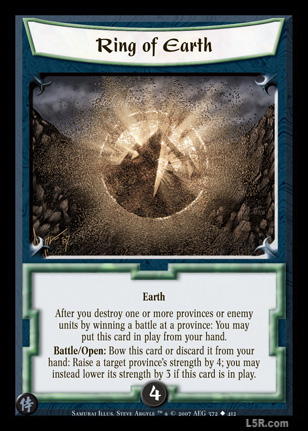 Ring of Earth
Earth
After you destroy one or more provinces or enemy
units by winning a battle at a province: You may
put this card in play from your hand.
Battle/Open: Bow this card or discard it from your
hand: Raise a target province's strength by 4; you may
instead lower its strength by 3 if this card is in play.
4
侍
Samurai Illus. Steve Argyle ™ & © 2007 AEG 372 ◆ 412
L5R.com